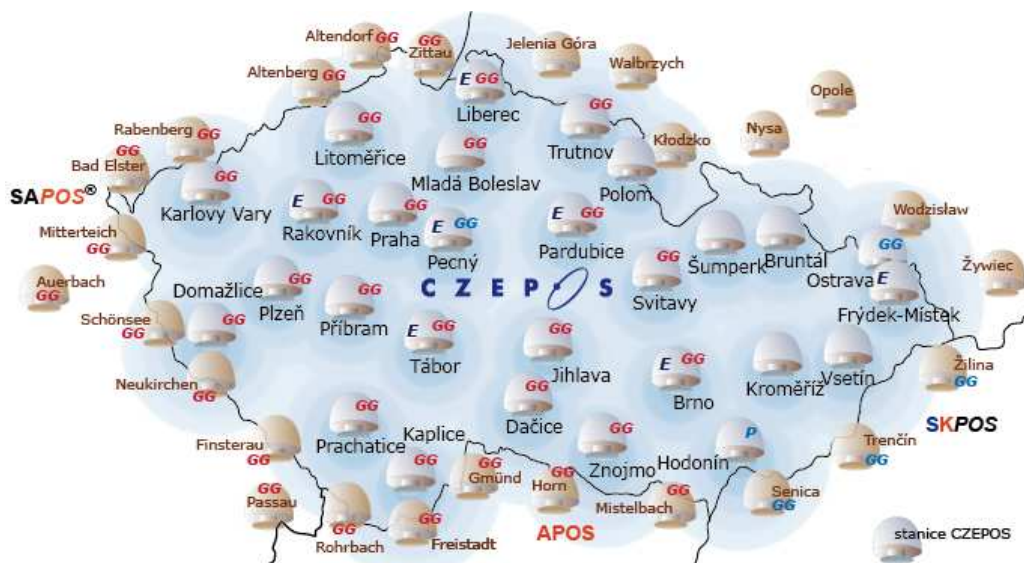 Altendorf GG
GG Zittau
Jelenia Góra
Wałbrzych
Altenberg GG
E GG
Liberec
Opole
GG
Litoměřice
GG
Trutnov
Nysa
Rabenberg GG
GG
Mladá Boleslav
Kłodzko
GG
Bad Elster
Polom
SAPOS®
GG
Karlovy Vary
E GG
Rakovník
GG
Praha
E GG
Pecný
E GG
Pardubice
Šumperk
Bruntál
Wodzisław
GG
Ostrava
Mitterteich
GG
Żywiec
Auerbach
GG
Domažlice
GG
GG
Plzeň
GG
Příbram
CZEPOS
GG
Svitavy
E
Frýdek-Místek
Schönsee
GG
E GG
Tábor
GG
Jihlava
E GG
Brno
Kroměříž
Vsetín
Žilina
GG
Neukirchen
GG
GG
Dačice
SKPOS
GG
Prachatice
Kaplice
GG
GG
Znojmo
P
Hodonín
Trenčín
GG
Finsterau
GG
GG
Gmünd
GG
Horn
GG
Mistelbach
Senica
GG
GG
Passau
GG
Rohrbach
GG
Freistadt
APOS
stanice CZEPOS